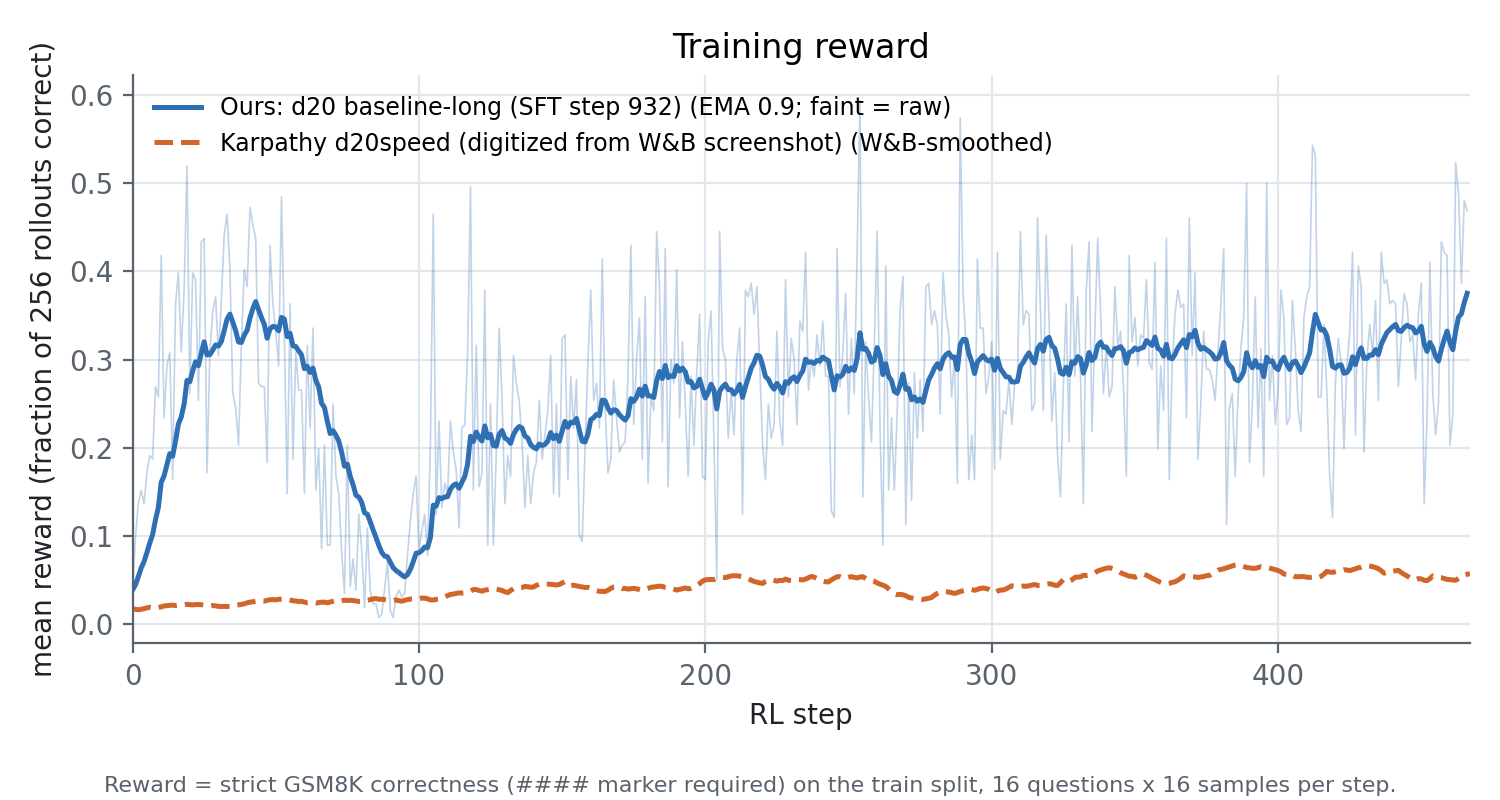 Training reward
mean reward (fraction of 256 rollouts correct)
0.6
0.5
0.4
0.3
0.2
0.1
0.0
Ours: d20 baseline-long (SFT step 932) (EMA 0.9; faint = raw)
Karpathy d20speed (digitized from W&B screenshot) (W&B-smoothed)
0 100 200 300 400
RL step
Reward = strict GSM8K correctness (#### marker required) on the train split, 16 questions x 16 samples per step.